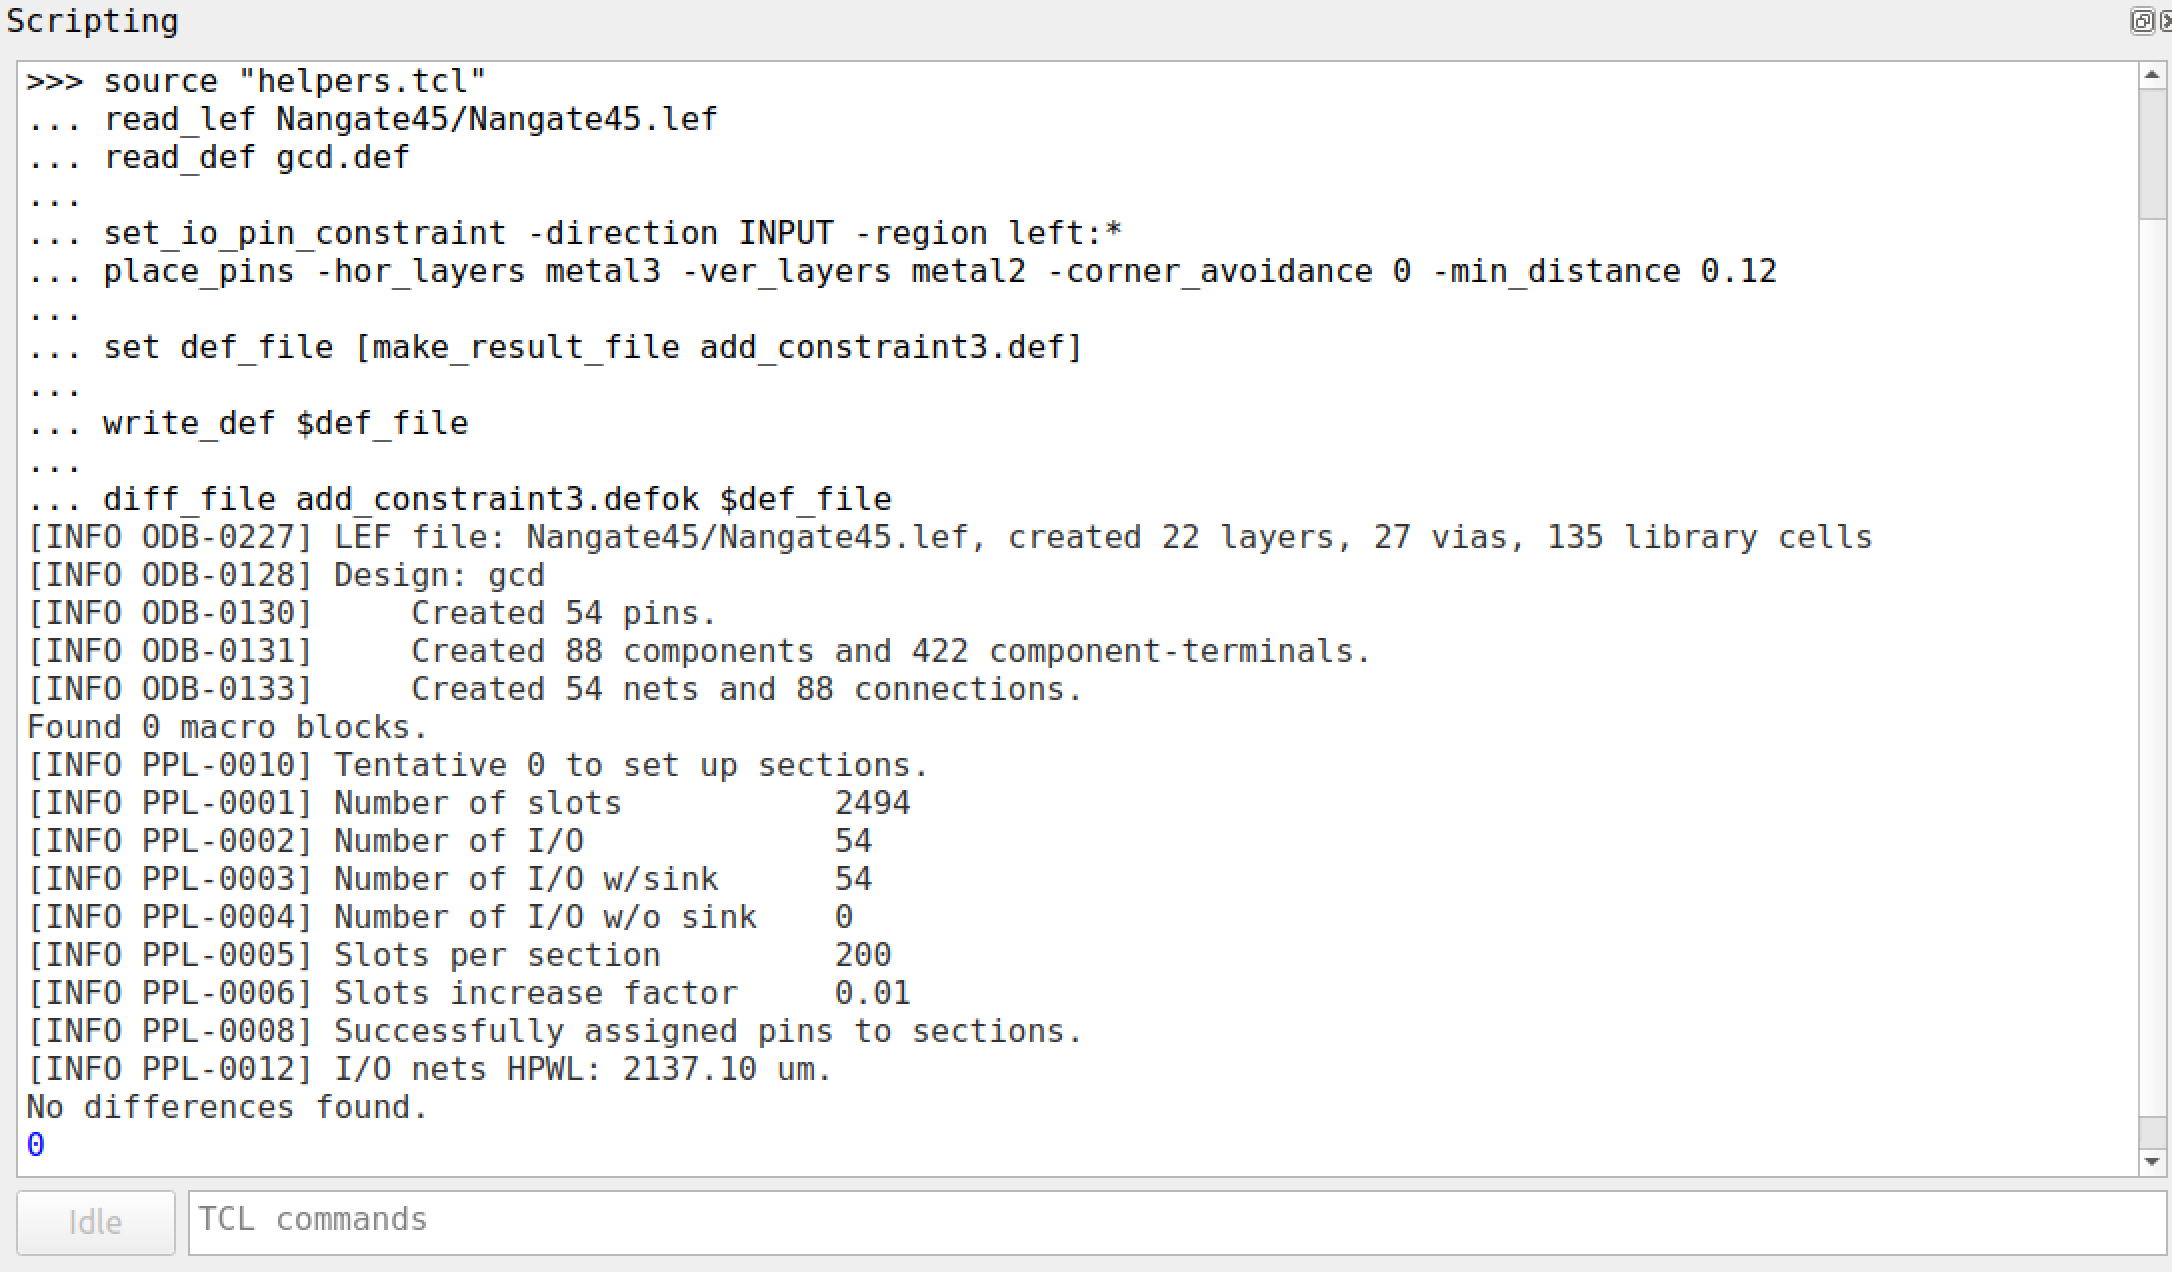 Scripting
>>> source "helpers.tcl"
... read_lef Nangate45/Nangate45.lef
... read_def gcd.def
...
... set_io_pin_constraint -direction INPUT -region left:*
... place_pins -hor_layers metal3 -ver_layers metal2 -corner_avoidance 0 -min_distance 0.12
...
... set def_file [make_result_file add_constraint3.def]
...
... write_def $def_file
...
... diff_file add_constraint3.defok $def_file
[INFO ODB-0227] LEF file: Nangate45/Nangate45.lef, created 22 layers, 27 vias, 135 library cells
[INFO ODB-0128] Design: gcd
[INFO ODB-0130]     Created 54 pins.
[INFO ODB-0131]     Created 88 components and 422 component-terminals.
[INFO ODB-0133]     Created 54 nets and 88 connections.
Found 0 macro blocks.
[INFO PPL-0010] Tentative 0 to set up sections.
[INFO PPL-0001] Number of slots           2494
[INFO PPL-0002] Number of I/O             54
[INFO PPL-0003] Number of I/O w/sink      54
[INFO PPL-0004] Number of I/O w/o sink    0
[INFO PPL-0005] Slots per section         200
[INFO PPL-0006] Slots increase factor     0.01
[INFO PPL-0008] Successfully assigned pins to sections.
[INFO PPL-0012] I/O nets HPWL: 2137.10 um.
No differences found.
0
Idle
TCL commands